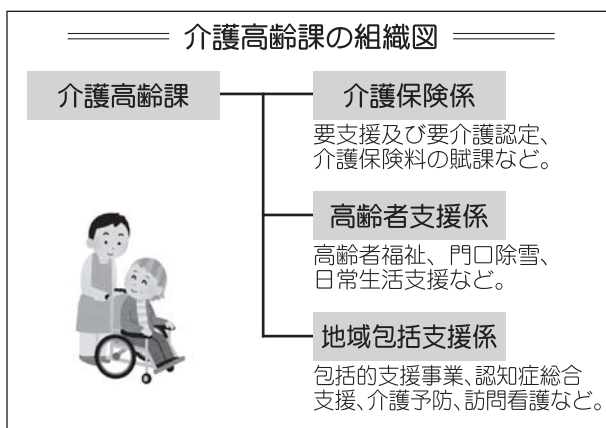 介護高齢課の組織図
介護高齢課
介護保険係
要支援及び要介護認定、
介護保険料の賦課など。
高齢者支援係
高齢者福祉、門口除雪、
日常生活支援など。
地域包括支援係
包括的支援事業、認知症総合
支援、介護予防、訪問看護など。